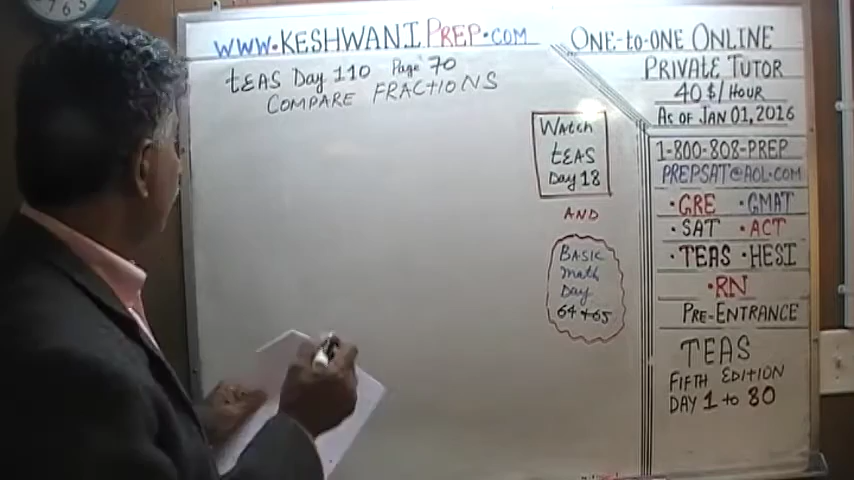 WWW.KESHWANI PREP.COM
TEAS Day 110 Page 70
COMPARE FRACTIONS
Watch
TEAS
Day 18
AND
BASIC
Math
Day
64+65
ONE-to-ONE ONLINE
PRIVATE TUTOR
40$/HOUR
AS OF JAN 01, 2016
1-800-808-PREP
PREPSAT@AOL.COM
•GRE •GMAT
•SAT •ACT
•TEAS •HESI
•RN
PRE-ENTRANCE
TEAS
FIFTH EDITION
DAY 1 to 80